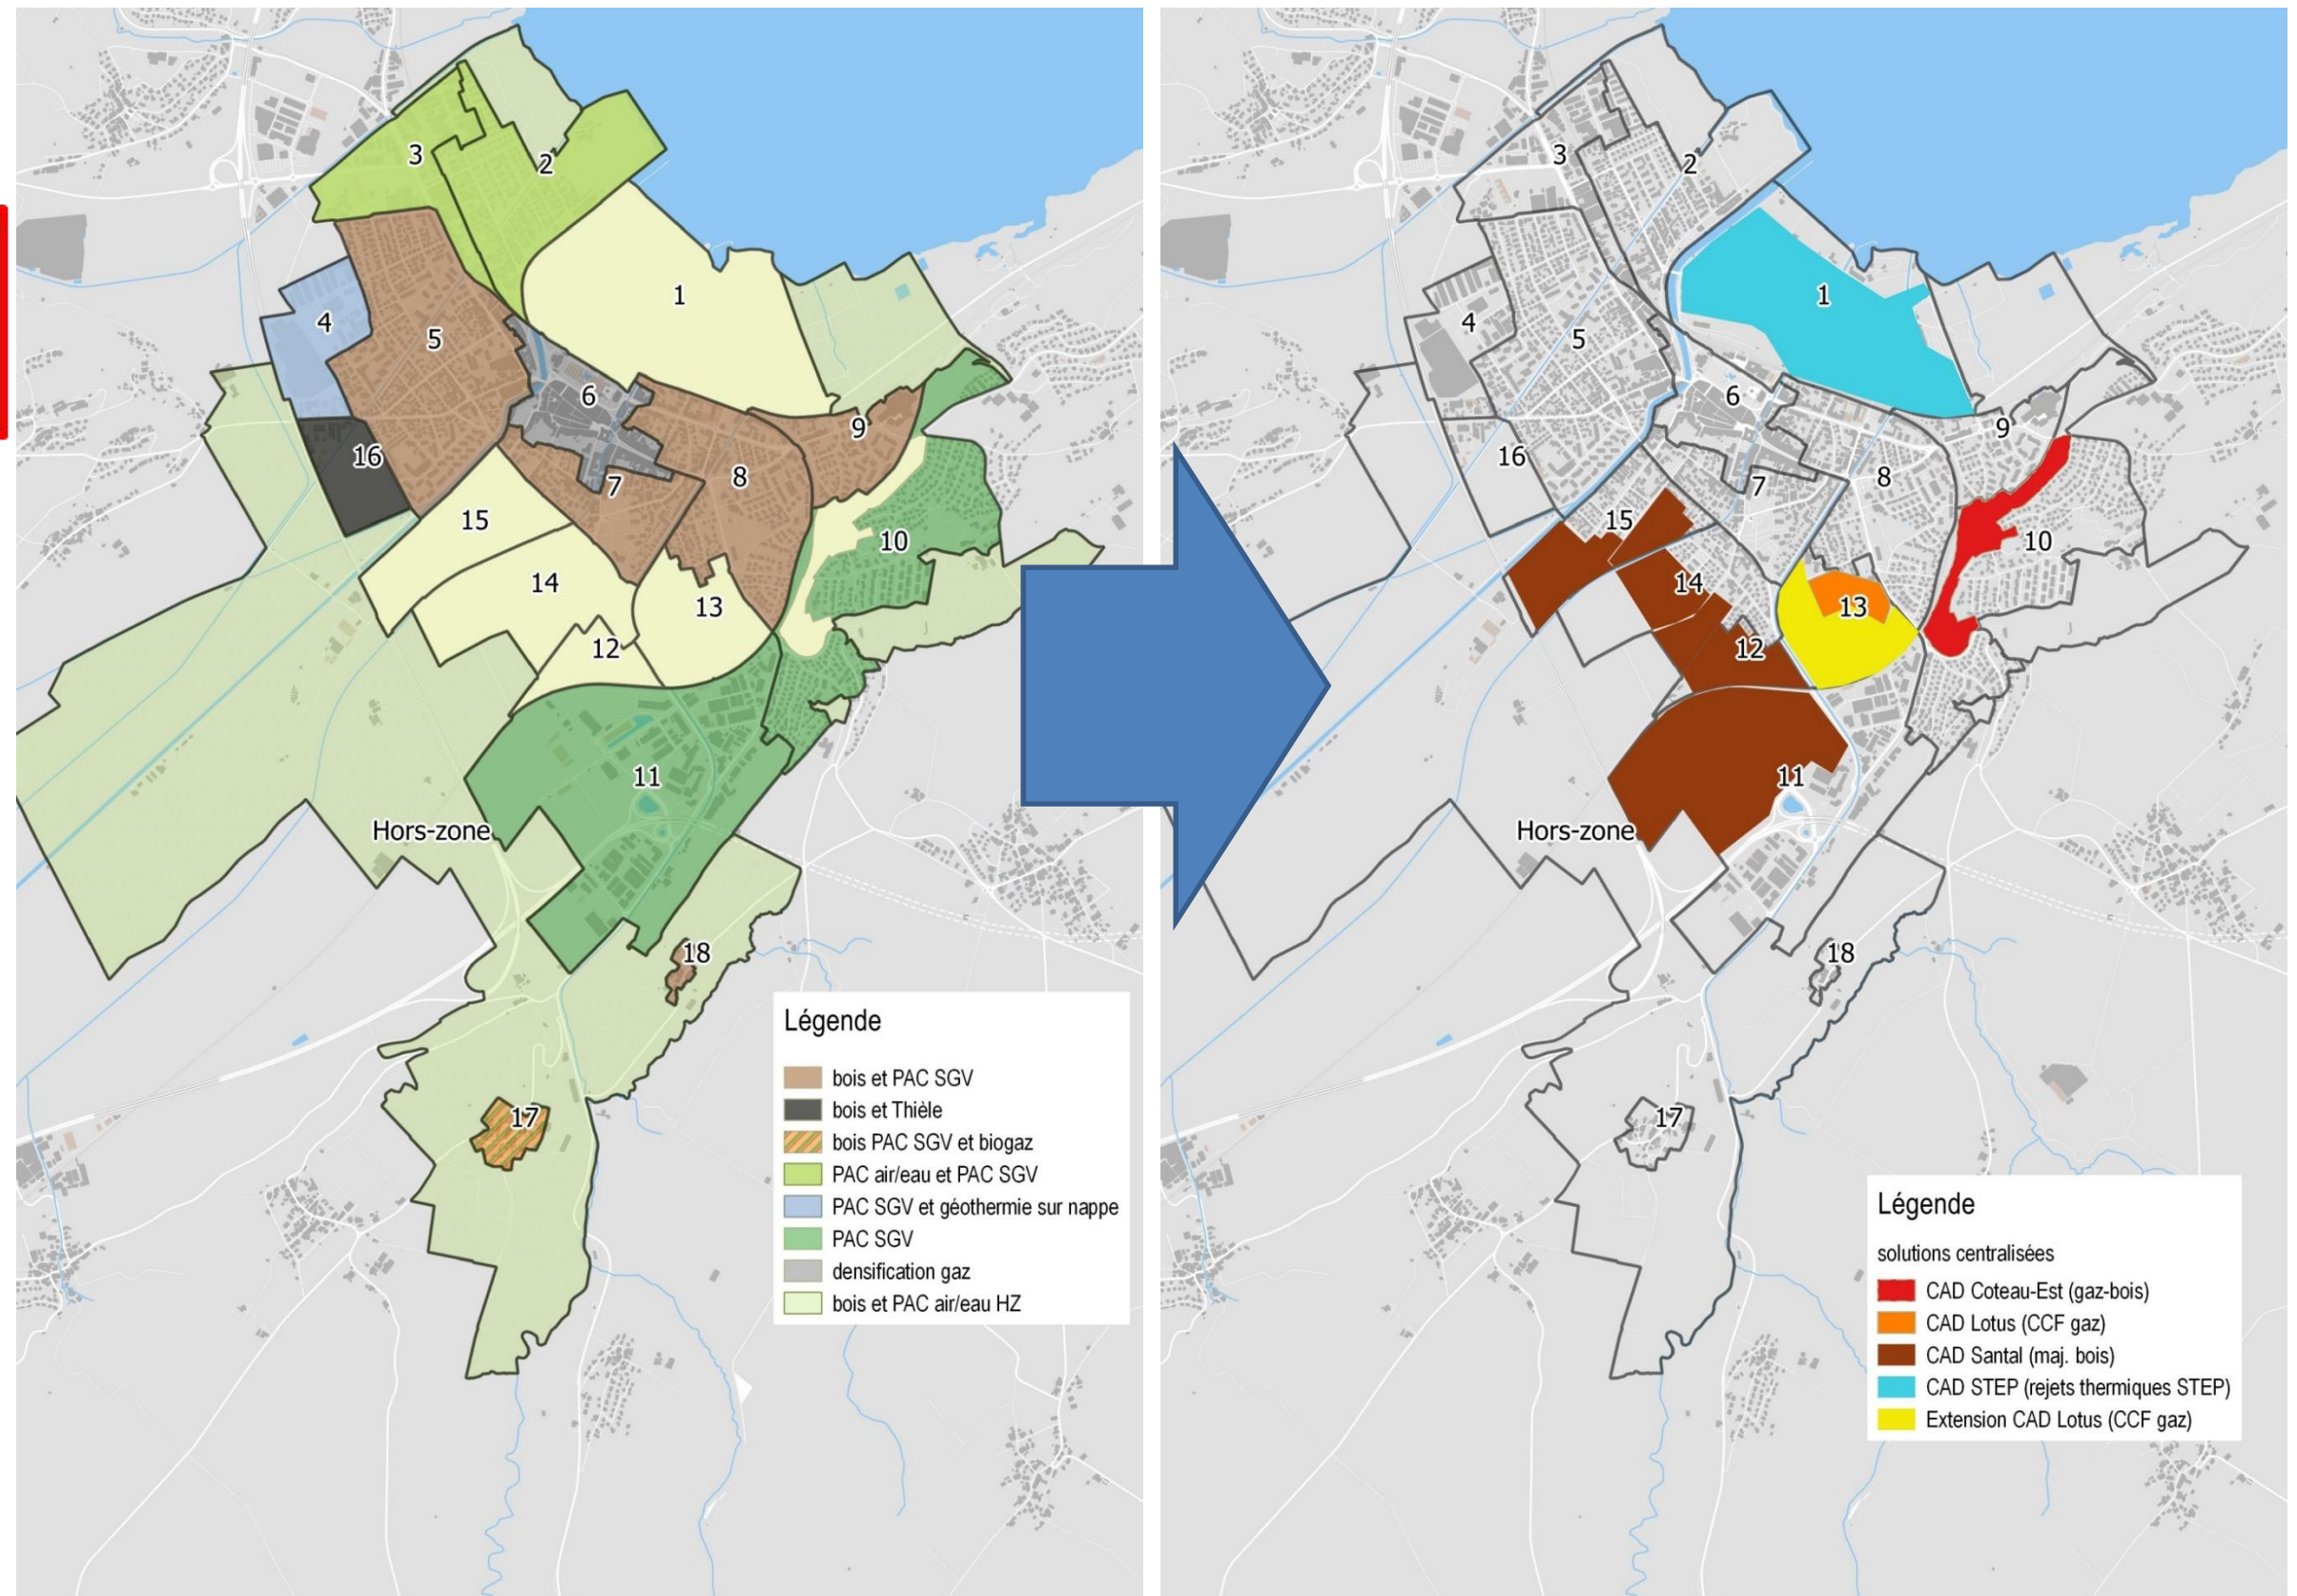 3
2
1
4
5
6
9
16
7
8
15
10
14
13
12
11
Hors-zone
18
17
Légende
bois et PAC SGV
bois et Thièle
bois PAC SGV et biogaz
PAC air/eau et PAC SGV
PAC SGV et géothermie sur nappe
PAC SGV
densification gaz
bois et PAC air/eau HZ
3
2
1
4
5
6
9
16
7
8
15
10
14
13
12
11
Hors-zone
18
17
Légende
solutions centralisées
CAD Coteau-Est (gaz-bois)
CAD Lotus (CCF gaz)
CAD Santal (maj. bois)
CAD STEP (rejets thermiques STEP)
Extension CAD Lotus (CCF gaz)